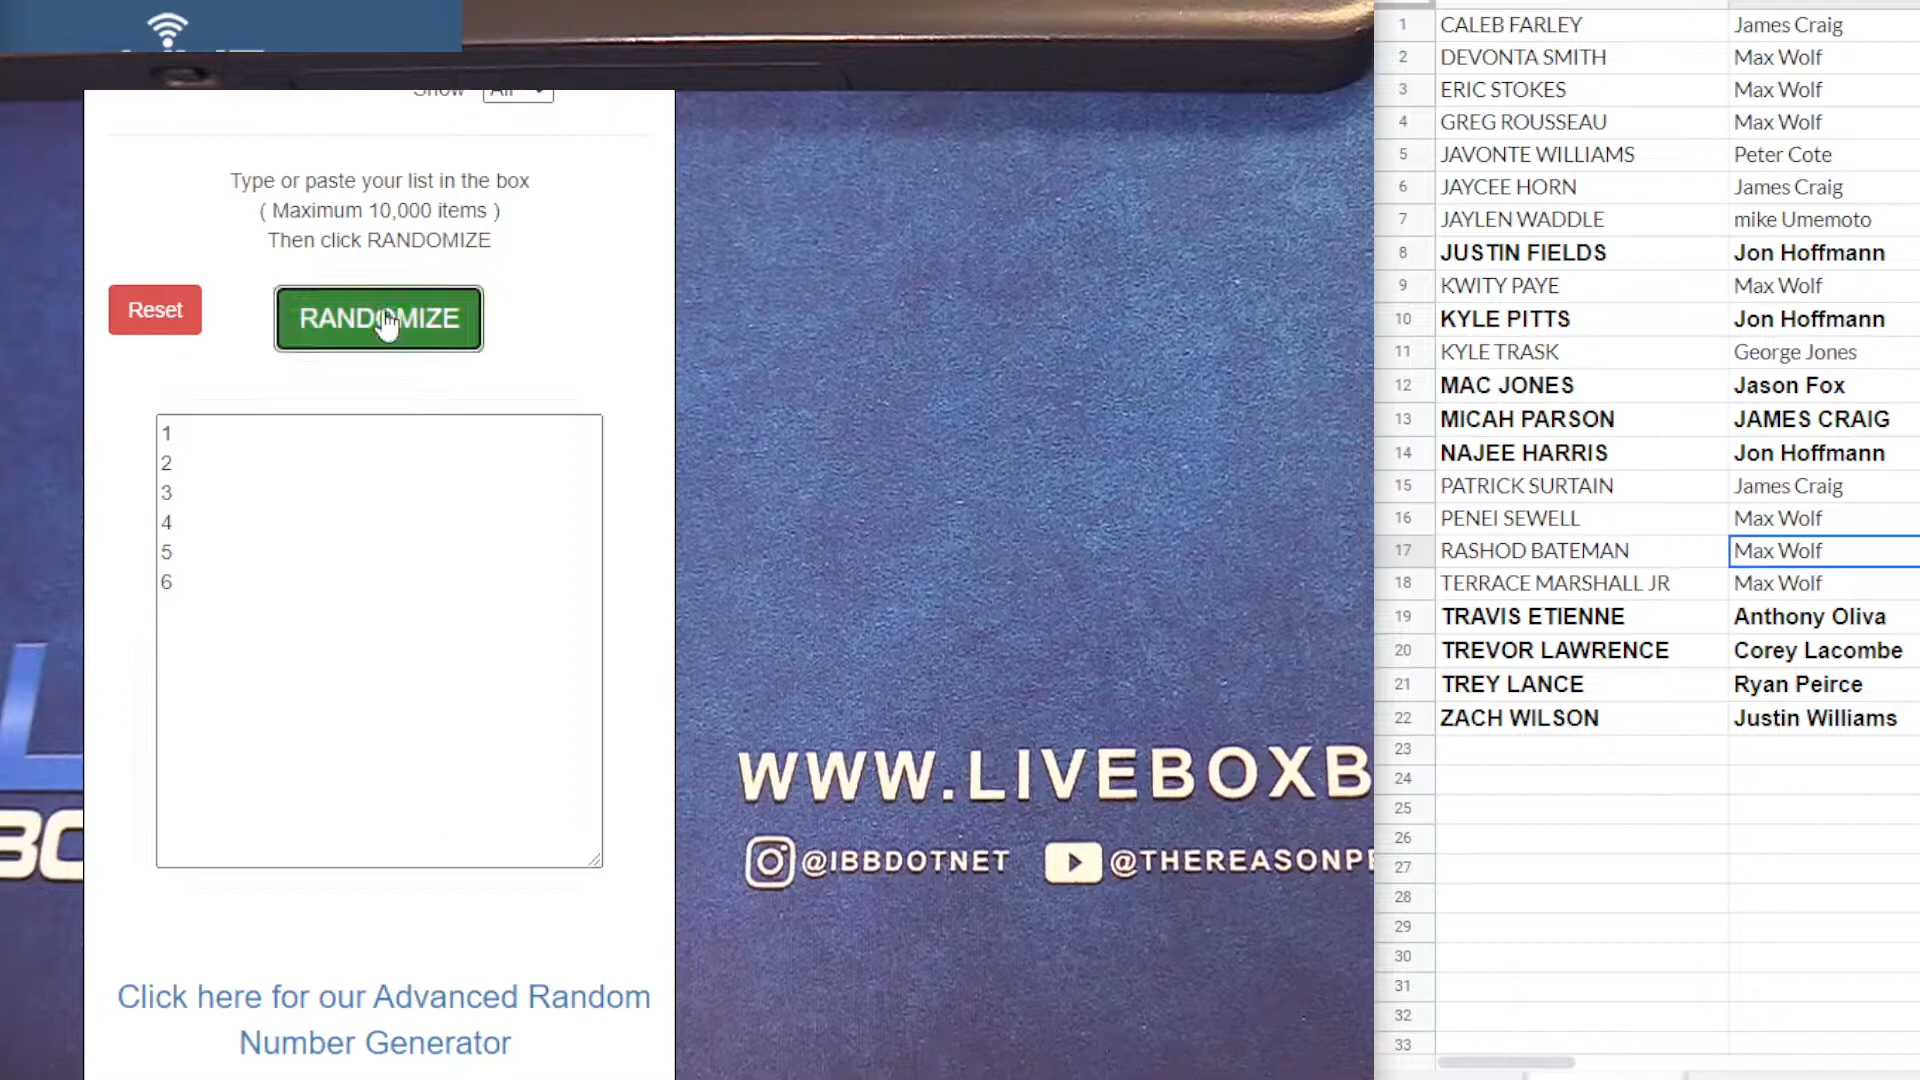 Show All
Type or paste your list in the box
( Maximum 10,000 items )
Then click RANDOMIZE
Reset
RANDOMIZE
1
2
3
4
5
6
Click here for our Advanced Random
Number Generator
WWW.LIVEBOXB
@IBBDOTNET
@THEREASONP
1 CALEB FARLEY James Craig
2 DEVONTA SMITH Max Wolf
3 ERIC STOKES Max Wolf
4 GREG ROUSSEAU Max Wolf
5 JAVONTE WILLIAMS Peter Cote
6 JAYCEE HORN James Craig
7 JAYLEN WADDLE mike Umemoto
8 JUSTIN FIELDS Jon Hoffmann
9 KWITY PAYE Max Wolf
10 KYLE PITTS Jon Hoffmann
11 KYLE TRASK George Jones
12 MAC JONES Jason Fox
13 MICAH PARSON JAMES CRAIG
14 NAJEE HARRIS Jon Hoffmann
15 PATRICK SURTAIN James Craig
16 PENEI SEWELL Max Wolf
17 RASHOD BATEMAN Max Wolf
18 TERRACE MARSHALL JR Max Wolf
19 TRAVIS ETIENNE Anthony Oliva
20 TREVOR LAWRENCE Corey Lacombe
21 TREY LANCE Ryan Peirce
22 ZACH WILSON Justin Williams
23
24
25
26
27
28
29
30
31
32
33